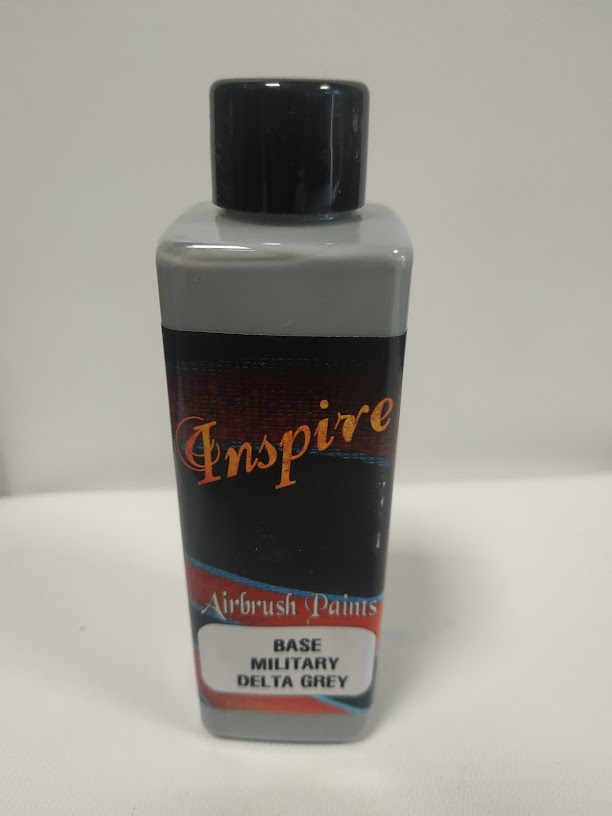 Inspire
Airbrush Paints
BASE
MILITARY
DELTA GREY